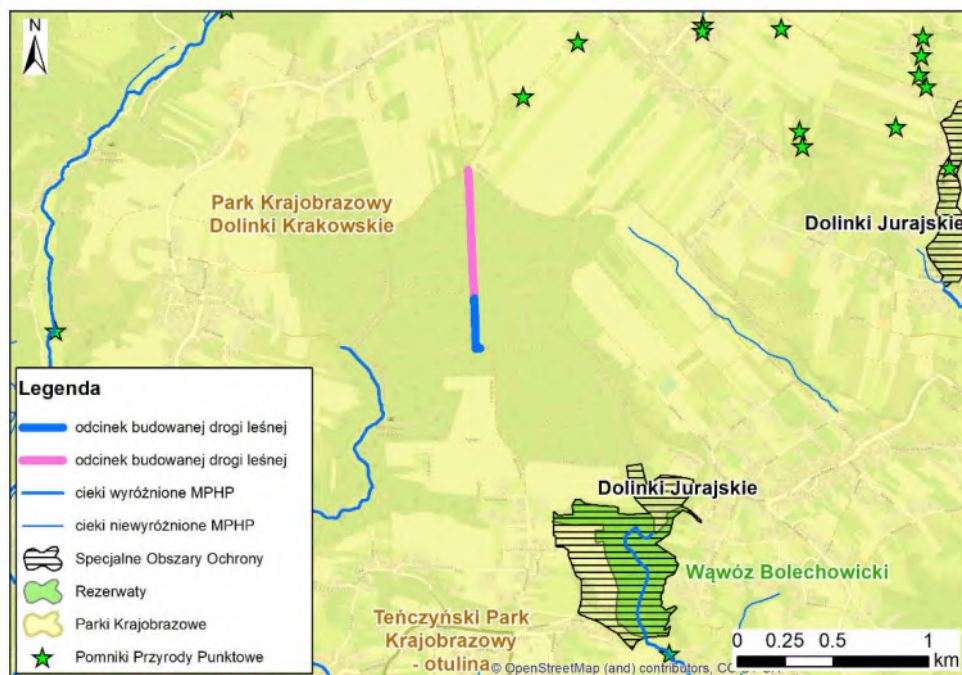 N
Park Krajobrazowy
Dolinki Krakowskie
Dolinki Jurajskie
Legenda
odcinek budowanej drogi leśnej
odcinek budowanej drogi leśnej
cieki wyróżnione MPHP
cieki niewyróżnione MPHP
Specjalne Obszary Ochrony
Rezerwaty
Parki Krajobrazowe
Pomniki Przyrody Punktowe
Dolinki Jurajskie
Wąwóz Bolechowicki
Teńczyński Park
Krajobrazowy
- otulina
0 0.25 0.5 1
km
© OpenStreetMap (and) contributors,